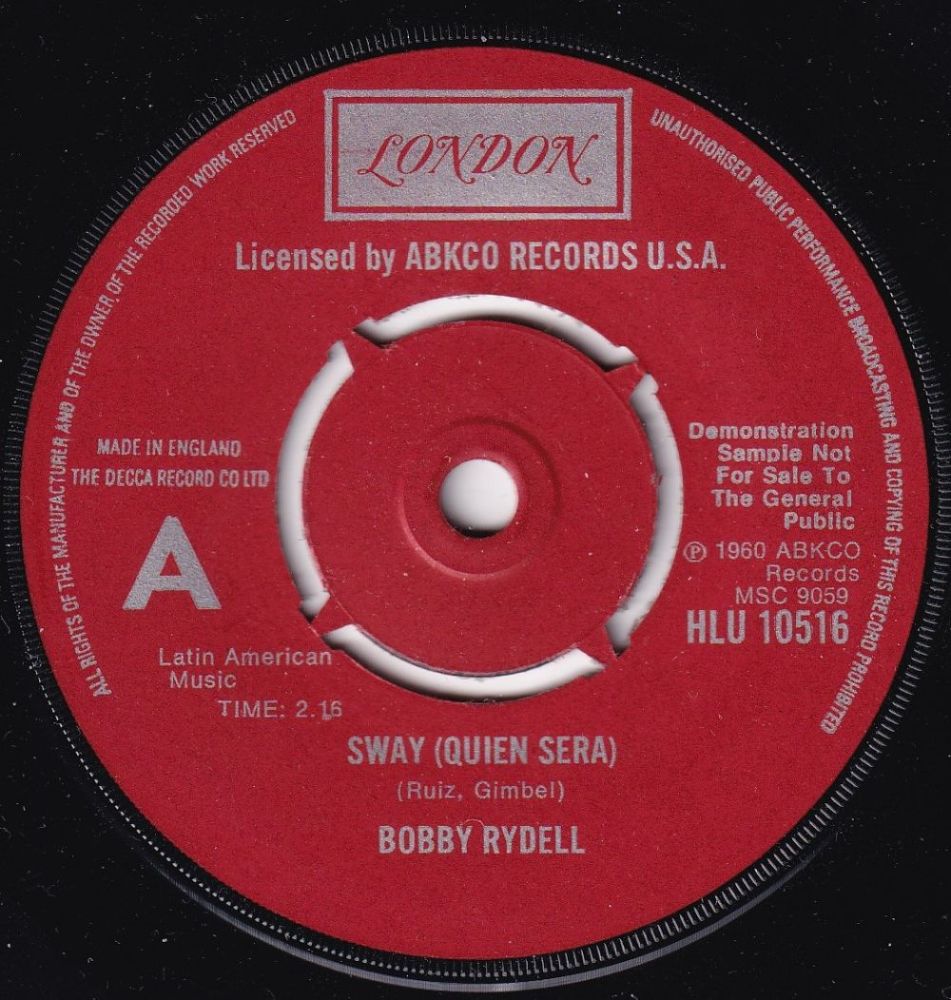 LONDON
Licensed by ABKCO RECORDS U.S.A.
ALL RIGHTS OF THE MANUFACTURER AND OF THE OWNER OF THE RECORDED WORK RESERVED
UNAUTHORISED PUBLIC PERFORMANCE BROADCASTING AND COPYING OF THIS RECORD PROHIBITED
MADE IN ENGLAND
THE DECCA RECORD CO LTD
A
Demonstration
Sample Not
For Sale To
The General
Public
℗ 1960 ABKCO
Records
MSC 9059
HLU 10516
Latin American
Music
TIME: 2.16
SWAY (QUIEN SERA)
(Ruiz, Gimbel)
BOBBY RYDELL